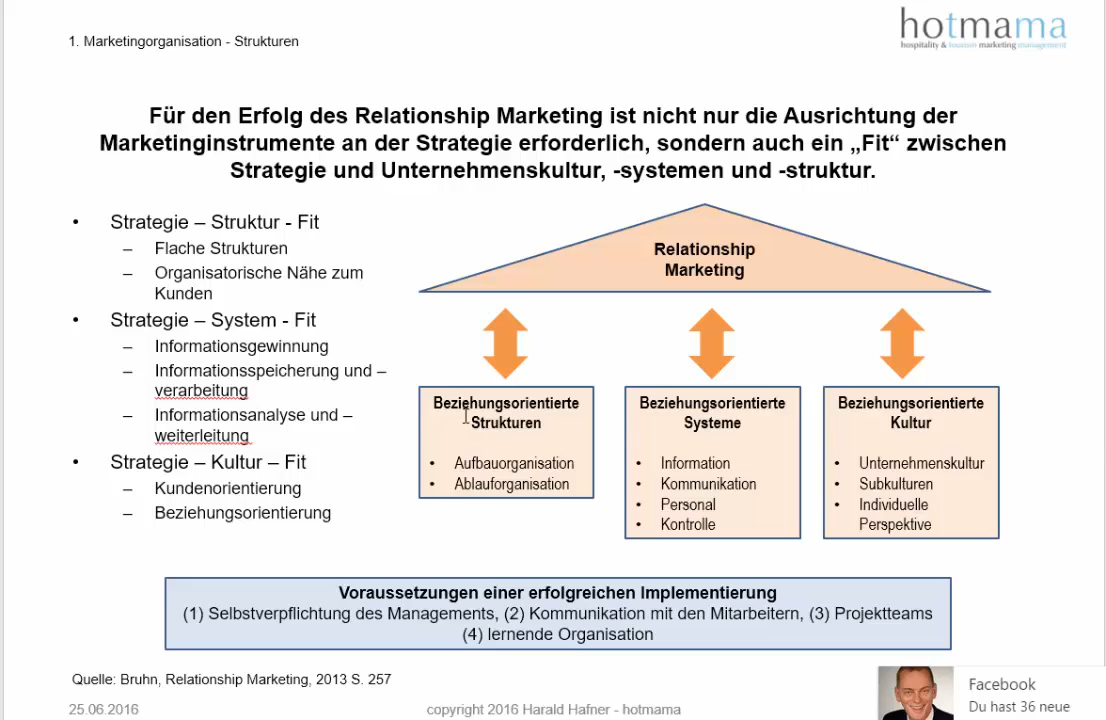 1. Marketingorganisation - Strukturen
hotmama
hospitality & tourism marketing management
Für den Erfolg des Relationship Marketing ist nicht nur die Ausrichtung der
Marketinginstrumente an der Strategie erforderlich, sondern auch ein „Fit“ zwischen
Strategie und Unternehmenskultur, -systemen und -struktur.
• Strategie – Struktur - Fit
– Flache Strukturen
– Organisatorische Nähe zum
Kunden
• Strategie – System - Fit
– Informationsgewinnung
– Informationsspeicherung und –
verarbeitung
– Informationsanalyse und –
weiterleitung
• Strategie – Kultur – Fit
– Kundenorientierung
– Beziehungsorientierung
Relationship
Marketing
Beziehungsorientierte
Strukturen
• Aufbauorganisation
• Ablauforganisation
Beziehungsorientierte
Systeme
• Information
• Kommunikation
• Personal
• Kontrolle
Beziehungsorientierte
Kultur
• Unternehmenskultur
• Subkulturen
• Individuelle
Perspektive
Voraussetzungen einer erfolgreichen Implementierung
(1) Selbstverpflichtung des Managements, (2) Kommunikation mit den Mitarbeitern, (3) Projektteams
(4) lernende Organisation
Quelle: Bruhn, Relationship Marketing, 2013 S. 257
25.06.2016
copyright 2016 Harald Hafner - hotmama
Facebook
Du hast 36 neue